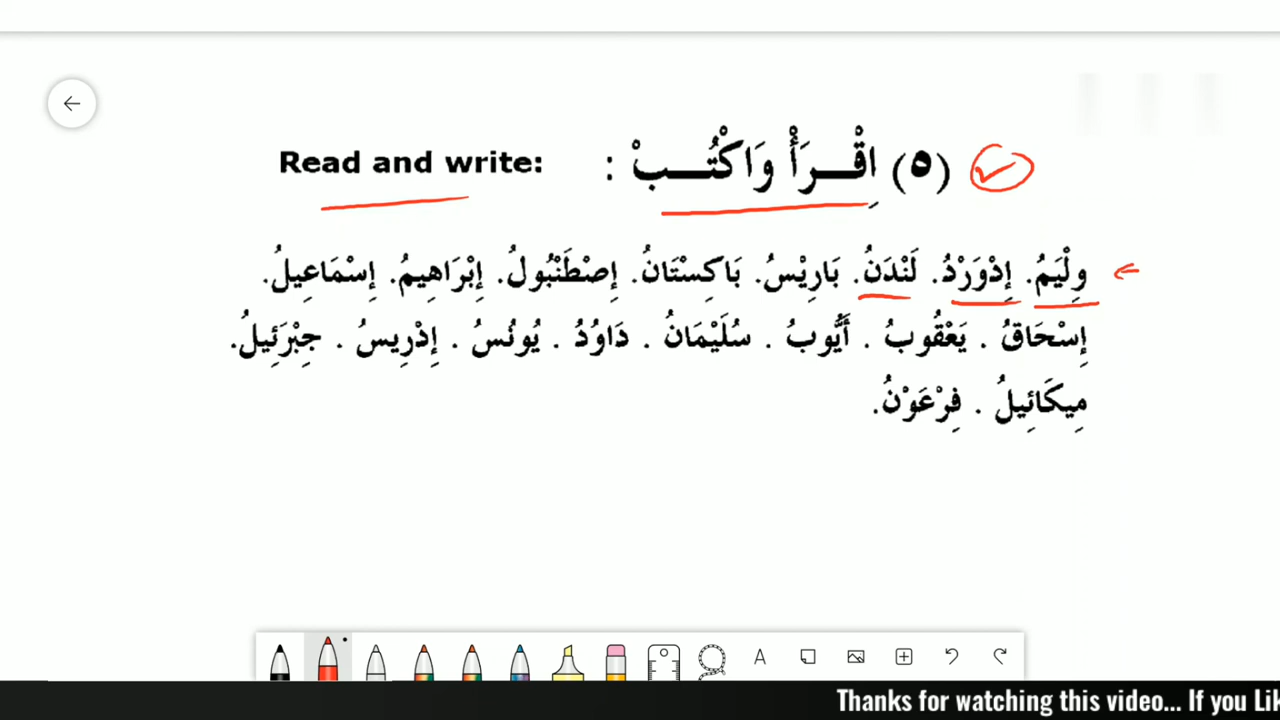 Read and write: (٥) اِقْـــرَأْ وَاكْتُـــبْ :
وِلْيَمُ. إِدْوَرْدُ. لَنْدَنُ. بَارِيْسُ. بَاكِسْتَانُ. إِصْطَنْبُولُ. إِبْرَاهِيمُ. إِسْمَاعِيلُ.
إِسْحَاقُ . يَعْقُوبُ . أَيُّوبُ . سُلَيْمَانُ . دَاوُدُ . يُونُسُ . إِدْرِيسُ . جِبْرَئِيلُ.
مِيكَائِيلُ . فِرْعَوْنُ.
A
Thanks for watching this video... If you Lik